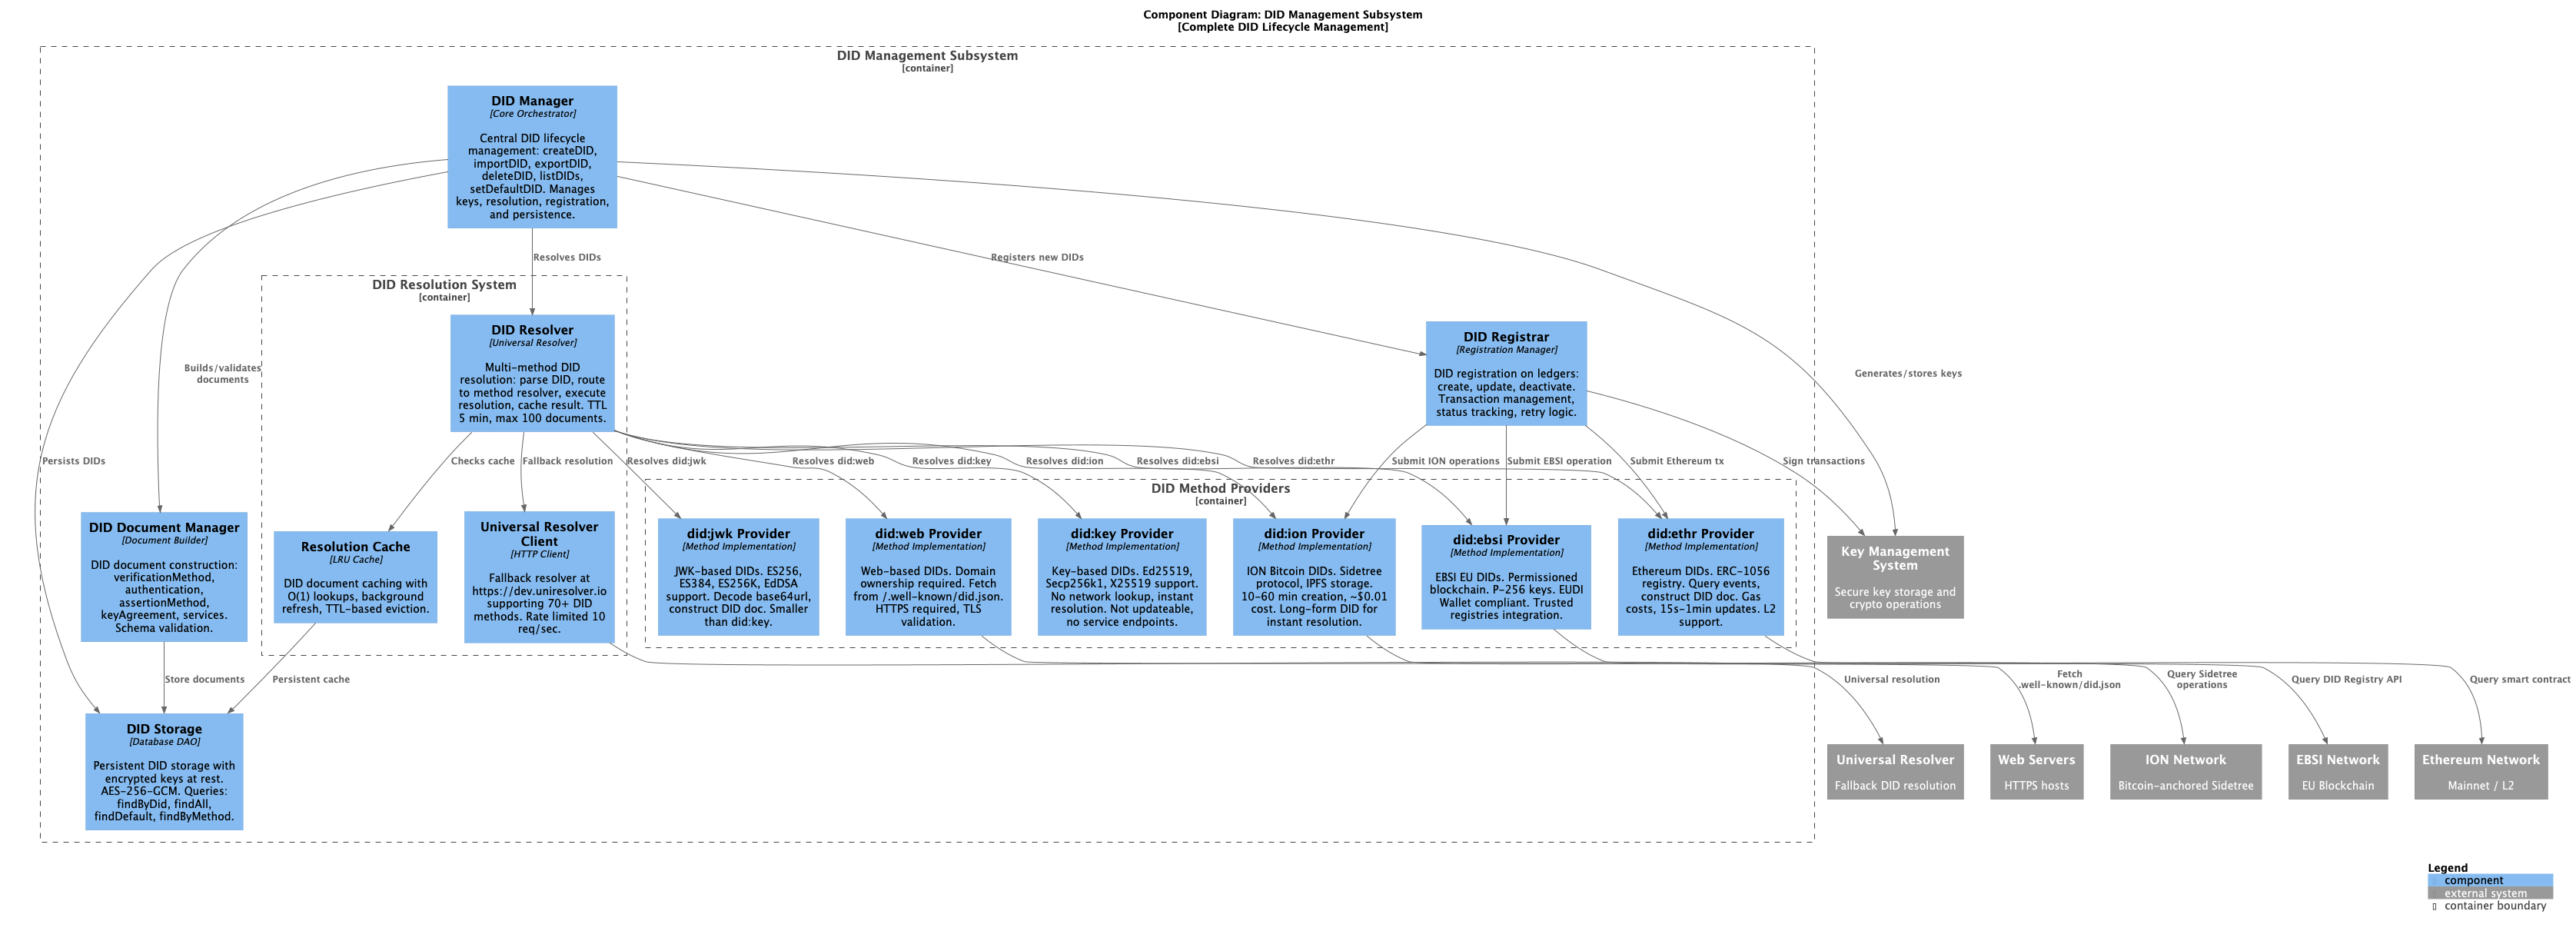 Component Diagram: DID Management Subsystem
[Complete DID Lifecycle Management]
DID Management Subsystem
[container]
DID Manager
[Core Orchestrator]
Central DID lifecycle
management: createDID,
importDID, exportDID,
deleteDID, listDIDs,
setDefaultDID. Manages
keys, resolution, registration,
and persistence.
Resolves DIDs
Registers new DIDs
DID Resolution System
[container]
DID Resolver
[Universal Resolver]
Multi-method DID
resolution: parse DID, route
to method resolver, execute
resolution, cache result. TTL
5 min, max 100 documents.
DID Registrar
[Registration Manager]
DID registration on ledgers:
create, update, deactivate.
Transaction management,
status tracking, retry logic.
Builds/validates
documents
Generates/stores keys
Persists DIDs
Checks cache
Fallback resolution
Resolves did:jwk
Resolves did:web
Resolves did:key
Resolves did:ion
Resolves did:ebsi
Resolves did:ethr
Submit ION operations
Submit EBSI operation
Submit Ethereum tx
Sign transactions
DID Method Providers
[container]
DID Document Manager
[Document Builder]
DID document construction:
verificationMethod,
authentication,
assertionMethod,
keyAgreement, services.
Schema validation.
Resolution Cache
[LRU Cache]
DID document caching with
O(1) lookups, background
refresh, TTL-based eviction.
Universal Resolver
Client
[HTTP Client]
Fallback resolver at
https://dev.uniresolver.io
supporting 70+ DID
methods. Rate limited 10
req/sec.
did:jwk Provider
[Method Implementation]
JWK-based DIDs. ES256,
ES384, ES256K, EdDSA
support. Decode base64url,
construct DID doc. Smaller
than did:key.
did:web Provider
[Method Implementation]
Web-based DIDs. Domain
ownership required. Fetch
from /.well-known/did.json.
HTTPS required, TLS
validation.
did:key Provider
[Method Implementation]
Key-based DIDs. Ed25519,
Secp256k1, X25519 support.
No network lookup, instant
resolution. Not updateable,
no service endpoints.
did:ion Provider
[Method Implementation]
ION Bitcoin DIDs. Sidetree
protocol, IPFS storage.
10-60 min creation, ~$0.01
cost. Long-form DID for
instant resolution.
did:ebsi Provider
[Method Implementation]
EBSI EU DIDs. Permissioned
blockchain. P-256 keys. EUDI
Wallet compliant. Trusted
registries integration.
did:ethr Provider
[Method Implementation]
Ethereum DIDs. ERC-1056
registry. Query events,
construct DID doc. Gas
costs, 15s-1min updates. L2
support.
Key Management
System
Secure key storage and
crypto operations
Store documents
Persistent cache
Universal resolution
Fetch
.well-known/did.json
Query Sidetree
operations
Query DID Registry API
Query smart contract
DID Storage
[Database DAO]
Persistent DID storage with
encrypted keys at rest.
AES-256-GCM. Queries:
findByDid, findAll,
findDefault, findByMethod.
Universal Resolver
Fallback DID resolution
Web Servers
HTTPS hosts
ION Network
Bitcoin-anchored Sidetree
EBSI Network
EU Blockchain
Ethereum Network
Mainnet / L2
Legend
component
external system
container boundary